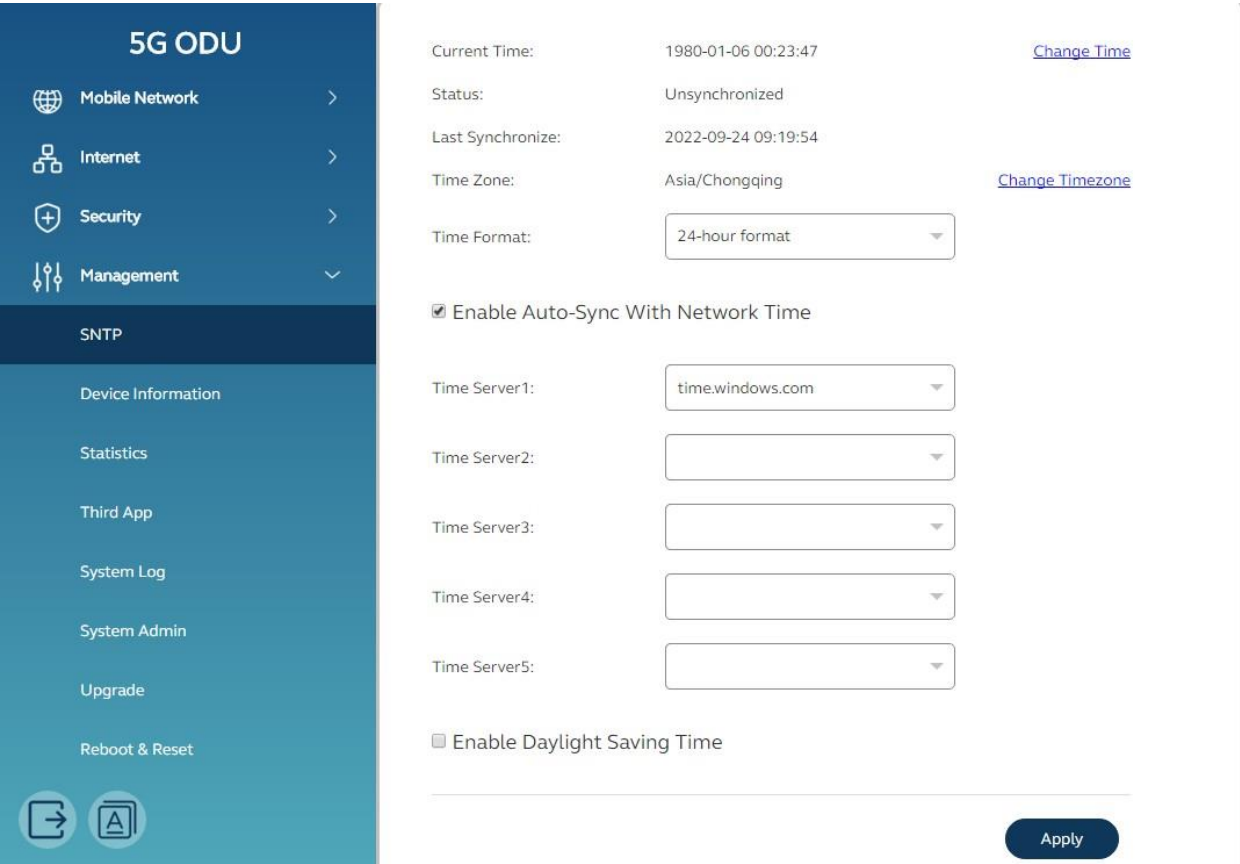 5G ODU
Mobile Network
Internet
Security
Management
SNTP
Device Information
Statistics
Third App
System Log
System Admin
Upgrade
Reboot & Reset
A
Current Time: 1980-01-06 00:23:47 Change Time
Status: Unsynchronized
Last Synchronize: 2022-09-24 09:19:54
Time Zone: Asia/Chongqing Change Timezone
Time Format: 24-hour format
Enable Auto-Sync With Network Time
Time Server1: time.windows.com
Time Server2:
Time Server3:
Time Server4:
Time Server5:
Enable Daylight Saving Time
Apply